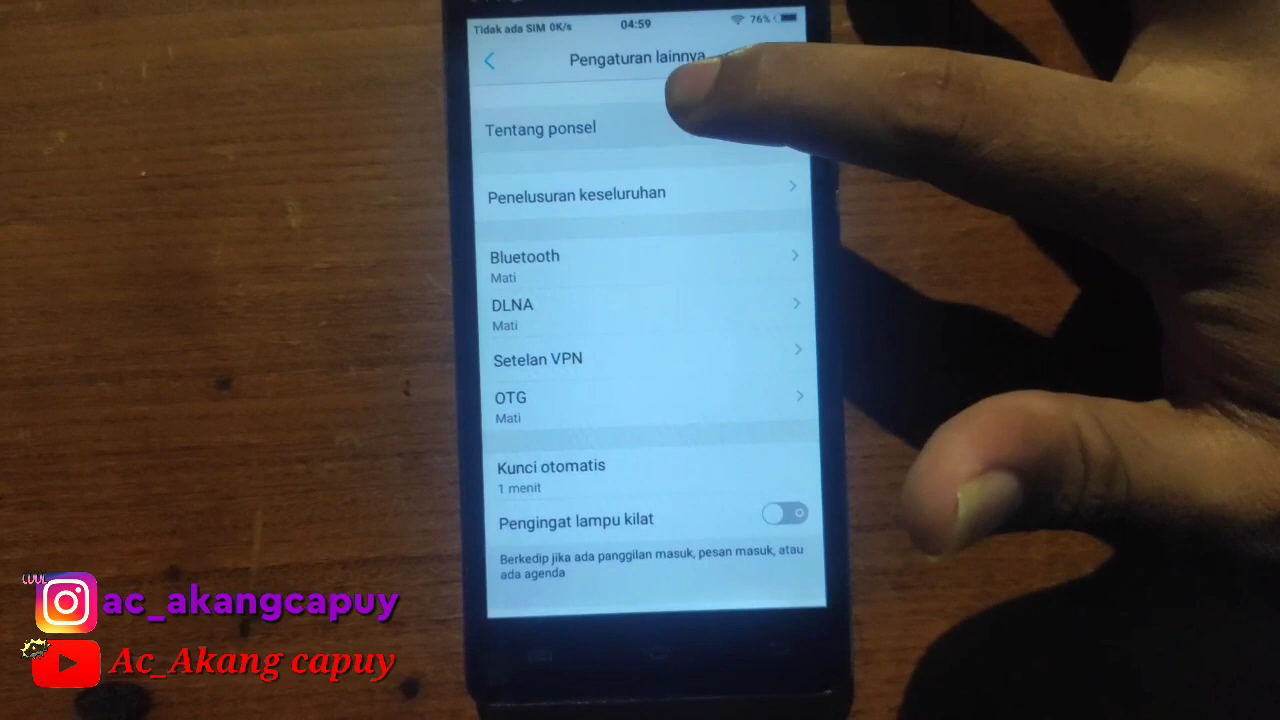 Tidak ada SIM 0K/s 04:59 76%
Pengaturan lainnya
Tentang ponsel
Penelusuran keseluruhan
Bluetooth
Mati
DLNA
Mati
Setelan VPN
OTG
Mati
Kunci otomatis
1 menit
Pengingat lampu kilat
Berkedip jika ada panggilan masuk, pesan masuk, atau
ada agenda
ac_akangcapuy
Ac_Akang capuy